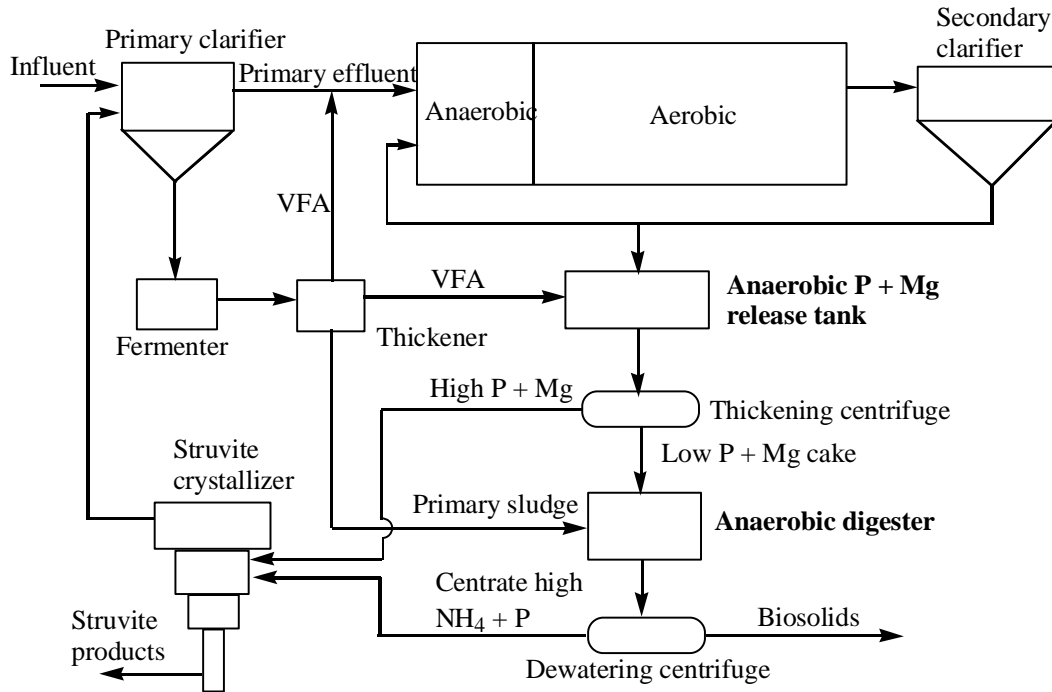 Primary clarifier
Secondary
clarifier
Influent
Primary effluent
Anaerobic
Aerobic
VFA
VFA
Anaerobic P + Mg
release tank
Fermenter
Thickener
High P + Mg
Thickening centrifuge
Struvite
crystallizer
Low P + Mg cake
Primary sludge
Anaerobic digester
Centrate high
NH₄ + P
Biosolids
Struvite
products
Dewatering centrifuge